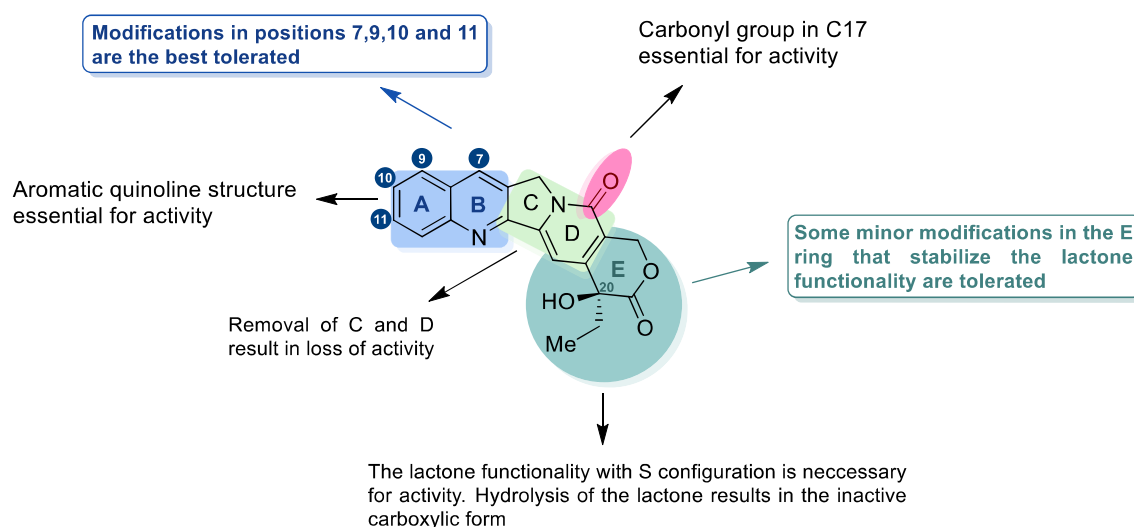 Modifications in positions 7,9,10 and 11
are the best tolerated
Carbonyl group in C17
essential for activity
Aromatic quinoline structure
essential for activity
9
7
10
11
A
B
C
D
E
N
N
O
O
O
HO
20
Me
Some minor modifications in the E
ring that stabilize the lactone
functionality are tolerated
Removal of C and D
result in loss of activity
The lactone functionality with S configuration is neccessary
for activity. Hydrolysis of the lactone results in the inactive
carboxylic form